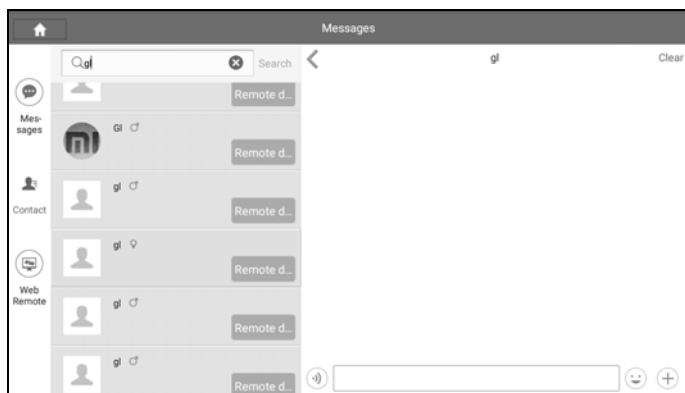 Messages
gl
Search
gl
Clear
Remote d...
Mes-
sages
Gl
Remote d...
gl
Remote d...
Contact
gl
Remote d...
Web
Remote
gl
Remote d...
gl
Remote d...